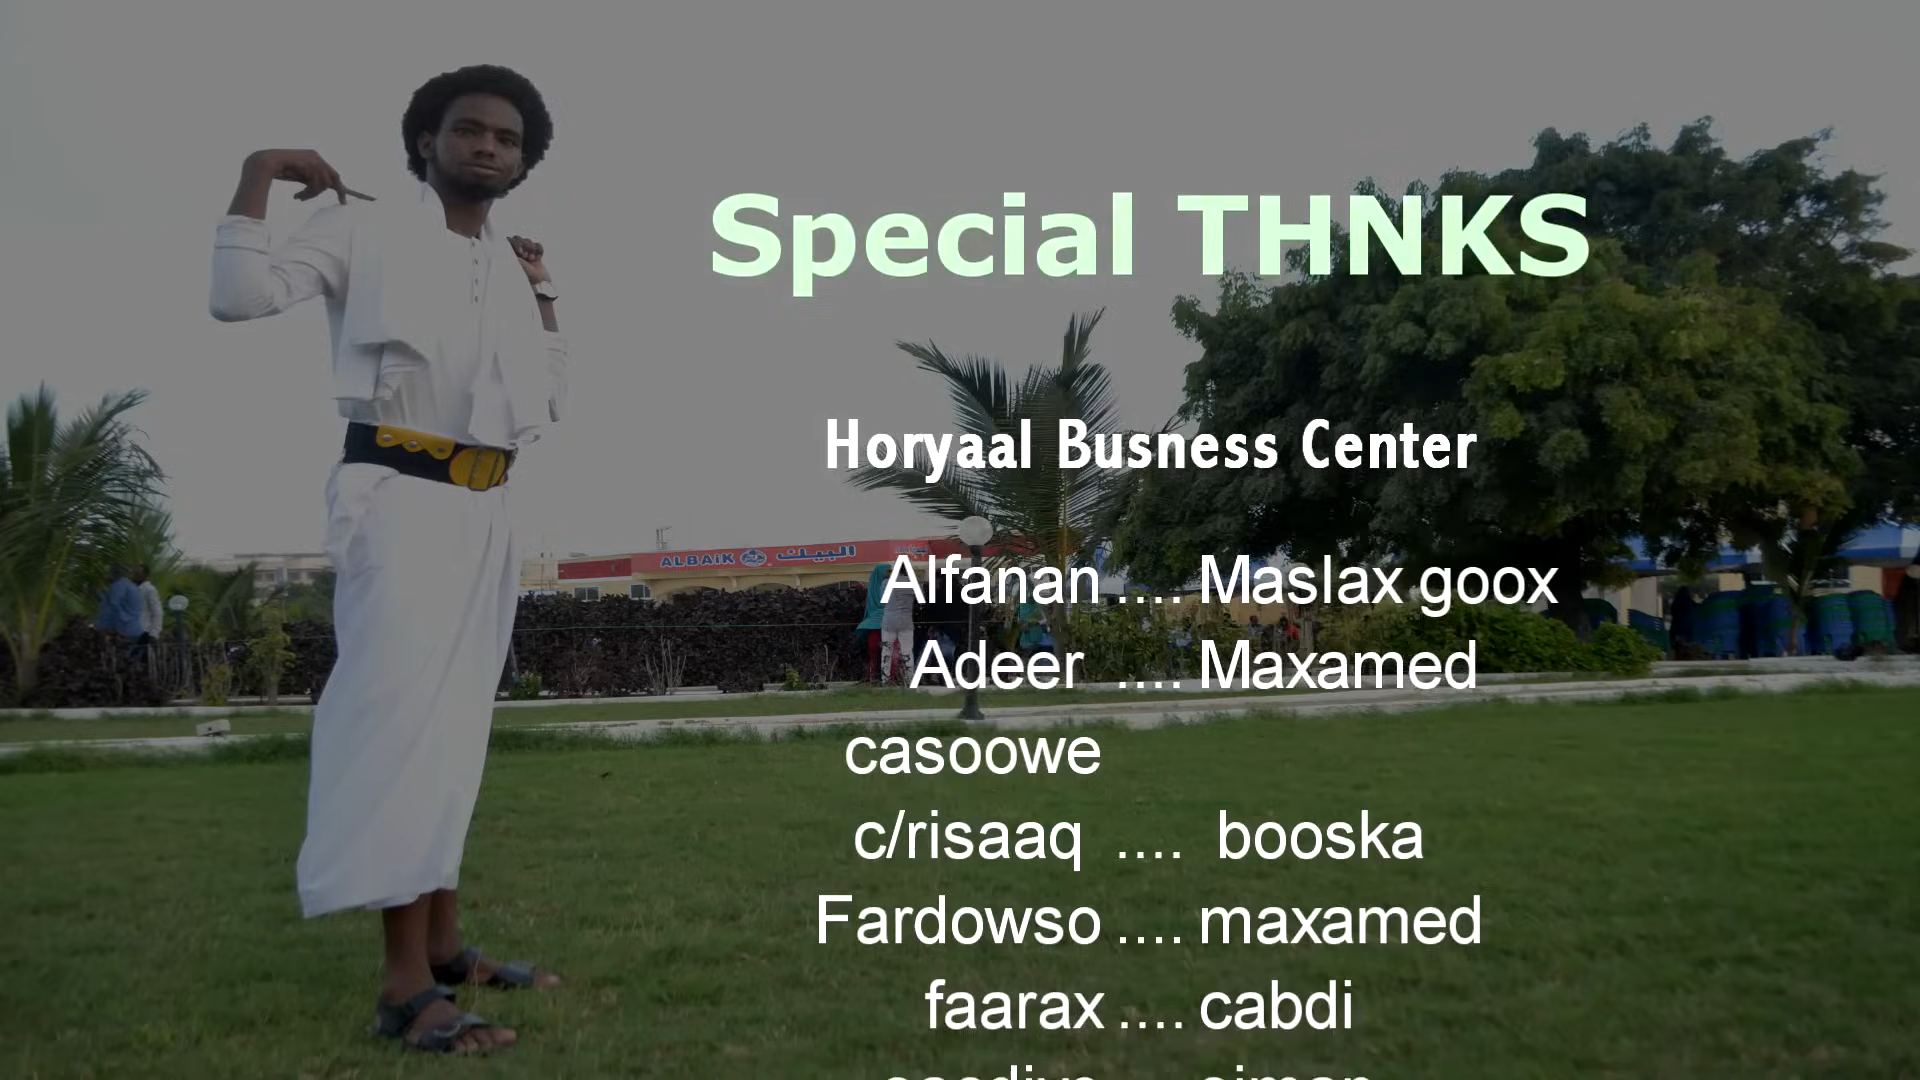 Special THNKS
Horyaal Busness Center
ALBAiK البيك
Alfanan .... Maslax goox
Adeer .... Maxamed
casoowe
c/risaaq .... booska
Fardowso .... maxamed
faarax .... cabdi